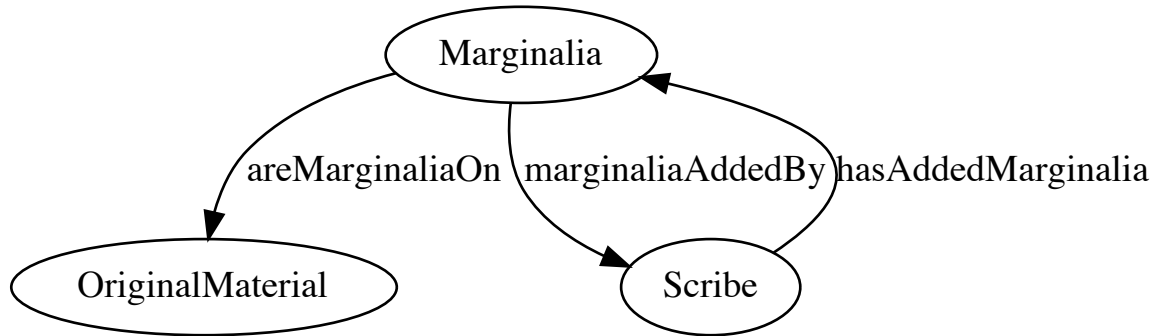 Marginalia
areMarginaliaOn
marginaliaAddedBy
hasAddedMarginalia
OriginalMaterial
Scribe